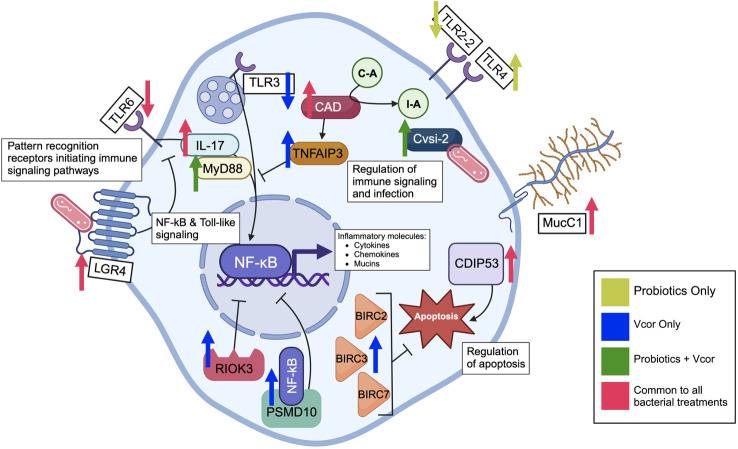 TLR2-2
TLR4
TLR3
C-A
CAD
I-A
TLR6
IL-17
MyD88
TNFAIP3
Cvsi-2
Pattern recognition
receptors initiating immune
signaling pathways
Regulation of
immune signaling
and infection
MucC1
NF-kB & Toll-like
signaling
LGR4
NF-κB
Inflammatory molecules:
• Cytokines
• Chemokines
• Mucins
CDIP53
Apoptosis
BIRC2
BIRC3
BIRC7
Regulation
of apoptosis
RIOK3
NF-κB
PSMD10
Probiotics Only
Vcor Only
Probiotics + Vcor
Common to all
bacterial treatments